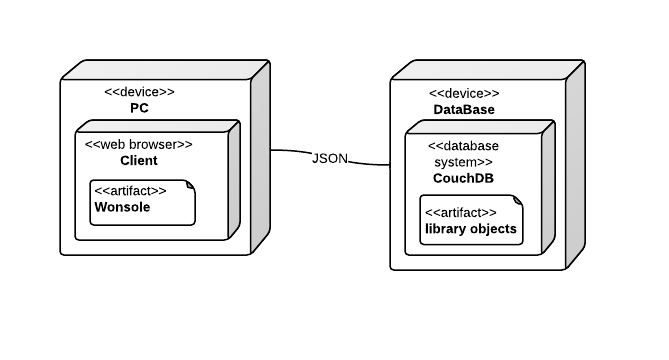 <<device>>
PC
<<web browser>>
Client
<<artifact>>
Wonsole
JSON
<<device>>
DataBase
<<database
system>>
CouchDB
<<artifact>>
library objects